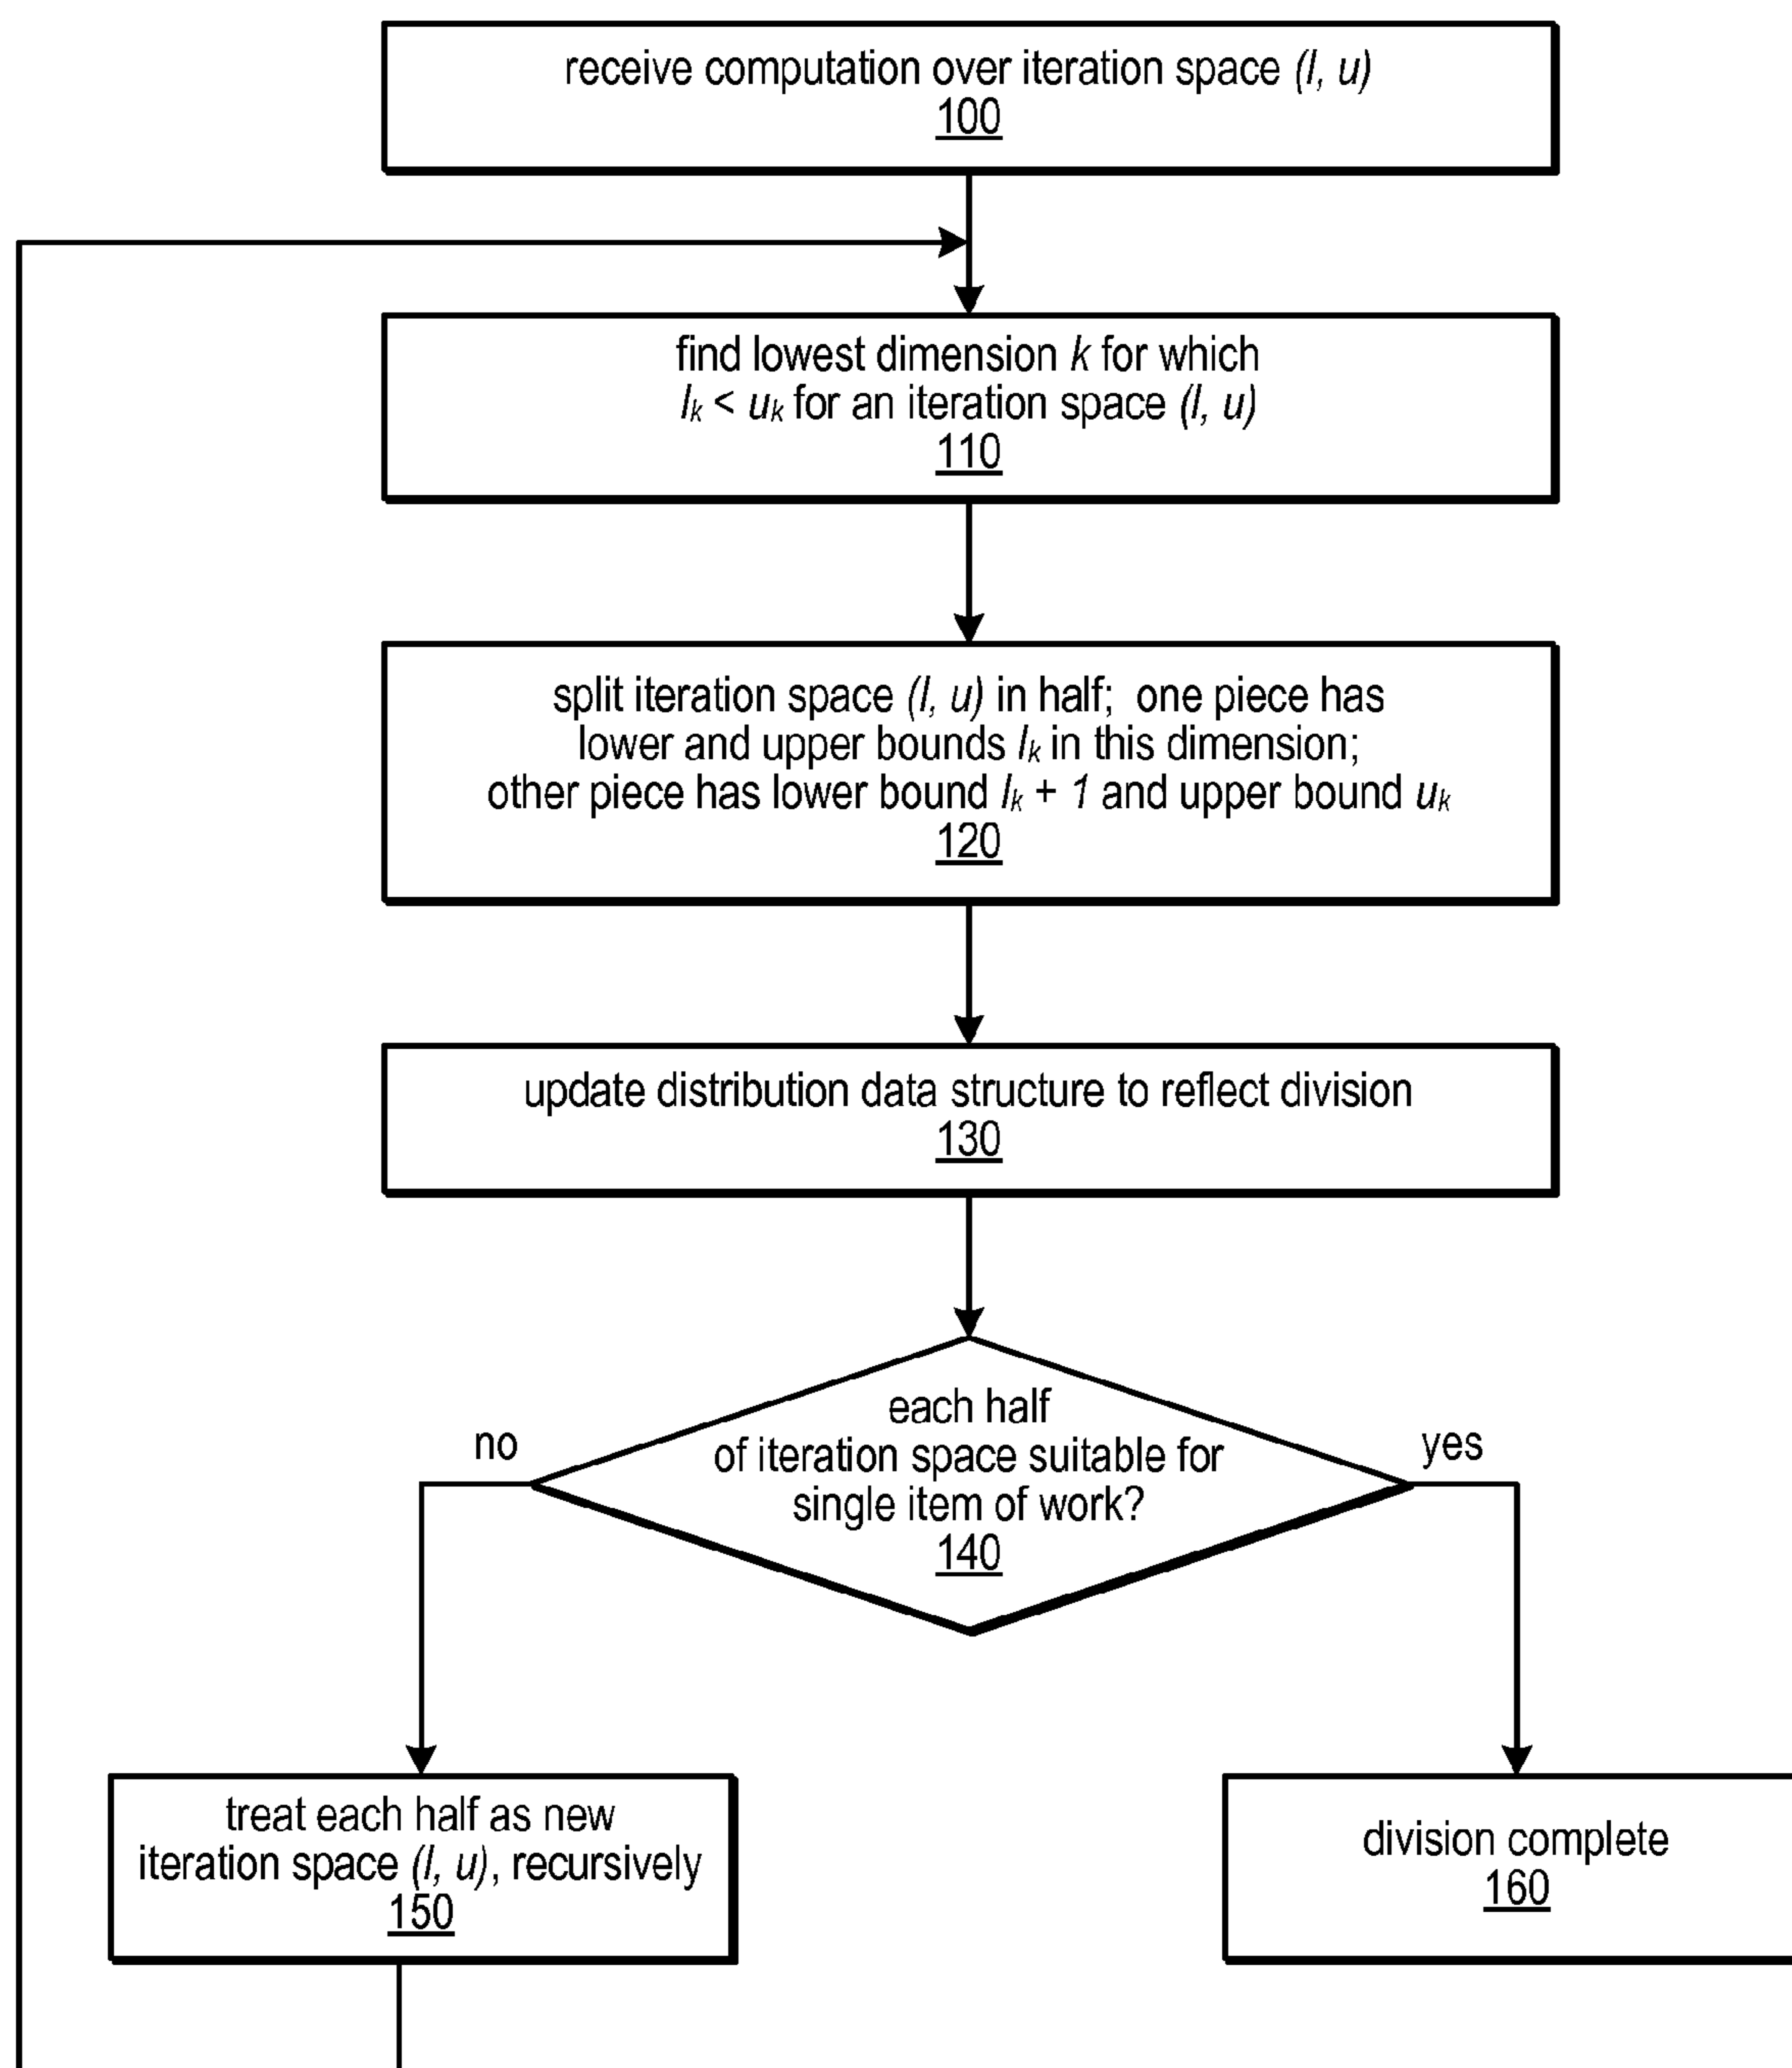 receive computation over iteration space (l, u)
100
find lowest dimension k for which
lk < uk for an iteration space (l, u)
110
split iteration space (l, u) in half; one piece has
lower and upper bounds lk in this dimension;
other piece has lower bound lk + 1 and upper bound uk
120
update distribution data structure to reflect division
130
each half
of iteration space suitable for
single item of work?
140
no
yes
treat each half as new
iteration space (l, u), recursively
150
division complete
160